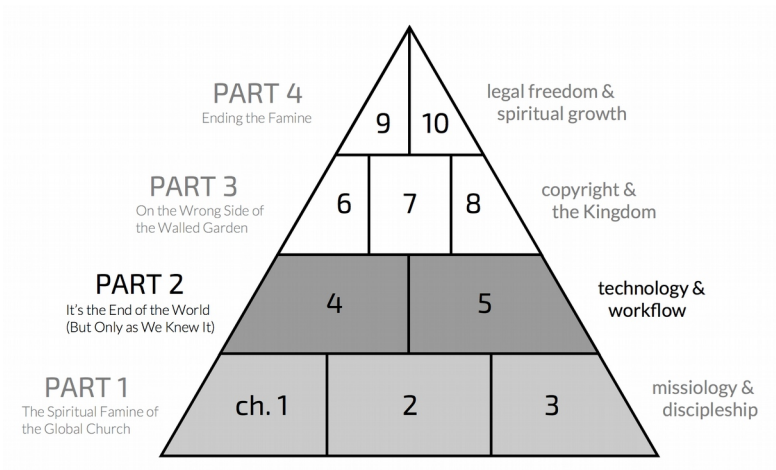 PART 4
Ending the Famine
9 10
legal freedom &
spiritual growth
PART 3
On the Wrong Side of
the Walled Garden
6 7 8
copyright &
the Kingdom
PART 2
It's the End of the World
(But Only as We Knew It)
4 5
technology &
workflow
PART 1
The Spiritual Famine of
the Global Church
ch. 1 2 3
missiology &
discipleship